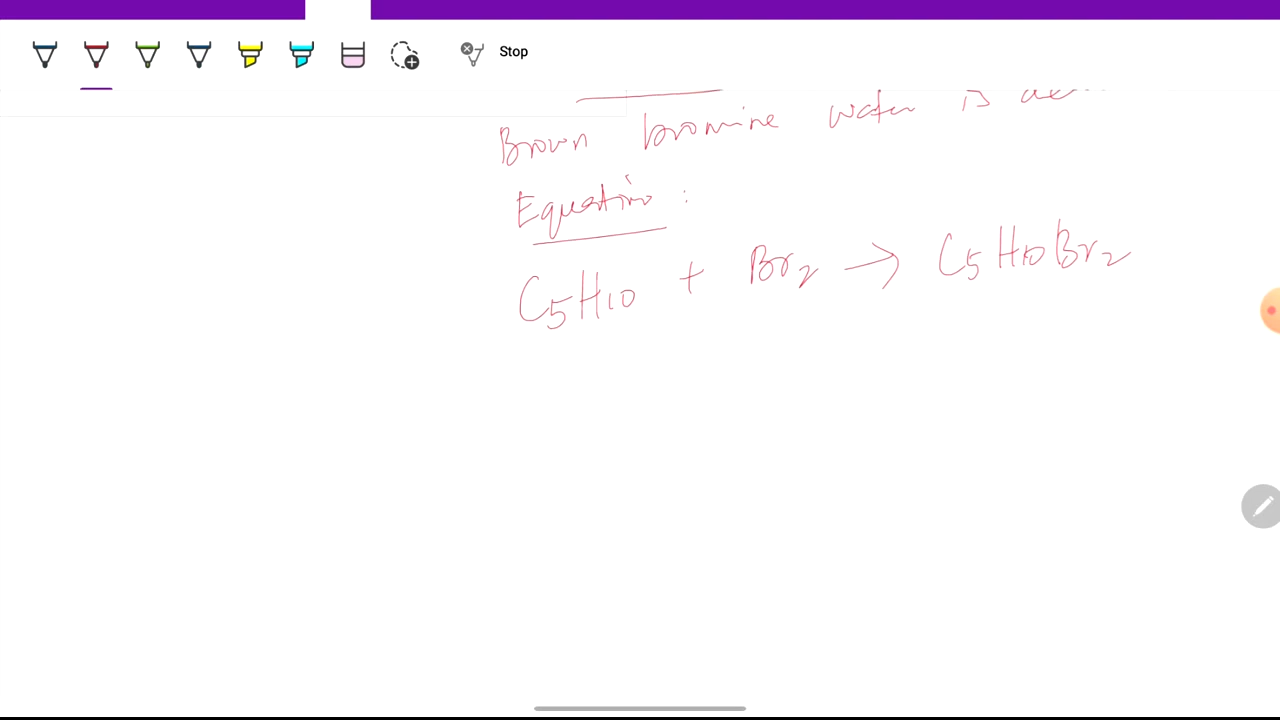 Stop
Brown bromine water is
Equation :
C5H10 + Br2 → C5H10Br2